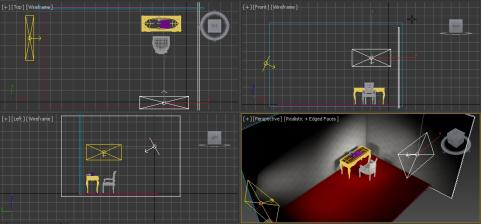 [+] [Top] [Wireframe]
[+] [Front] [Wireframe]
[+] [Left] [Wireframe]
[+] [Perspective] [Realistic + Edged Faces]